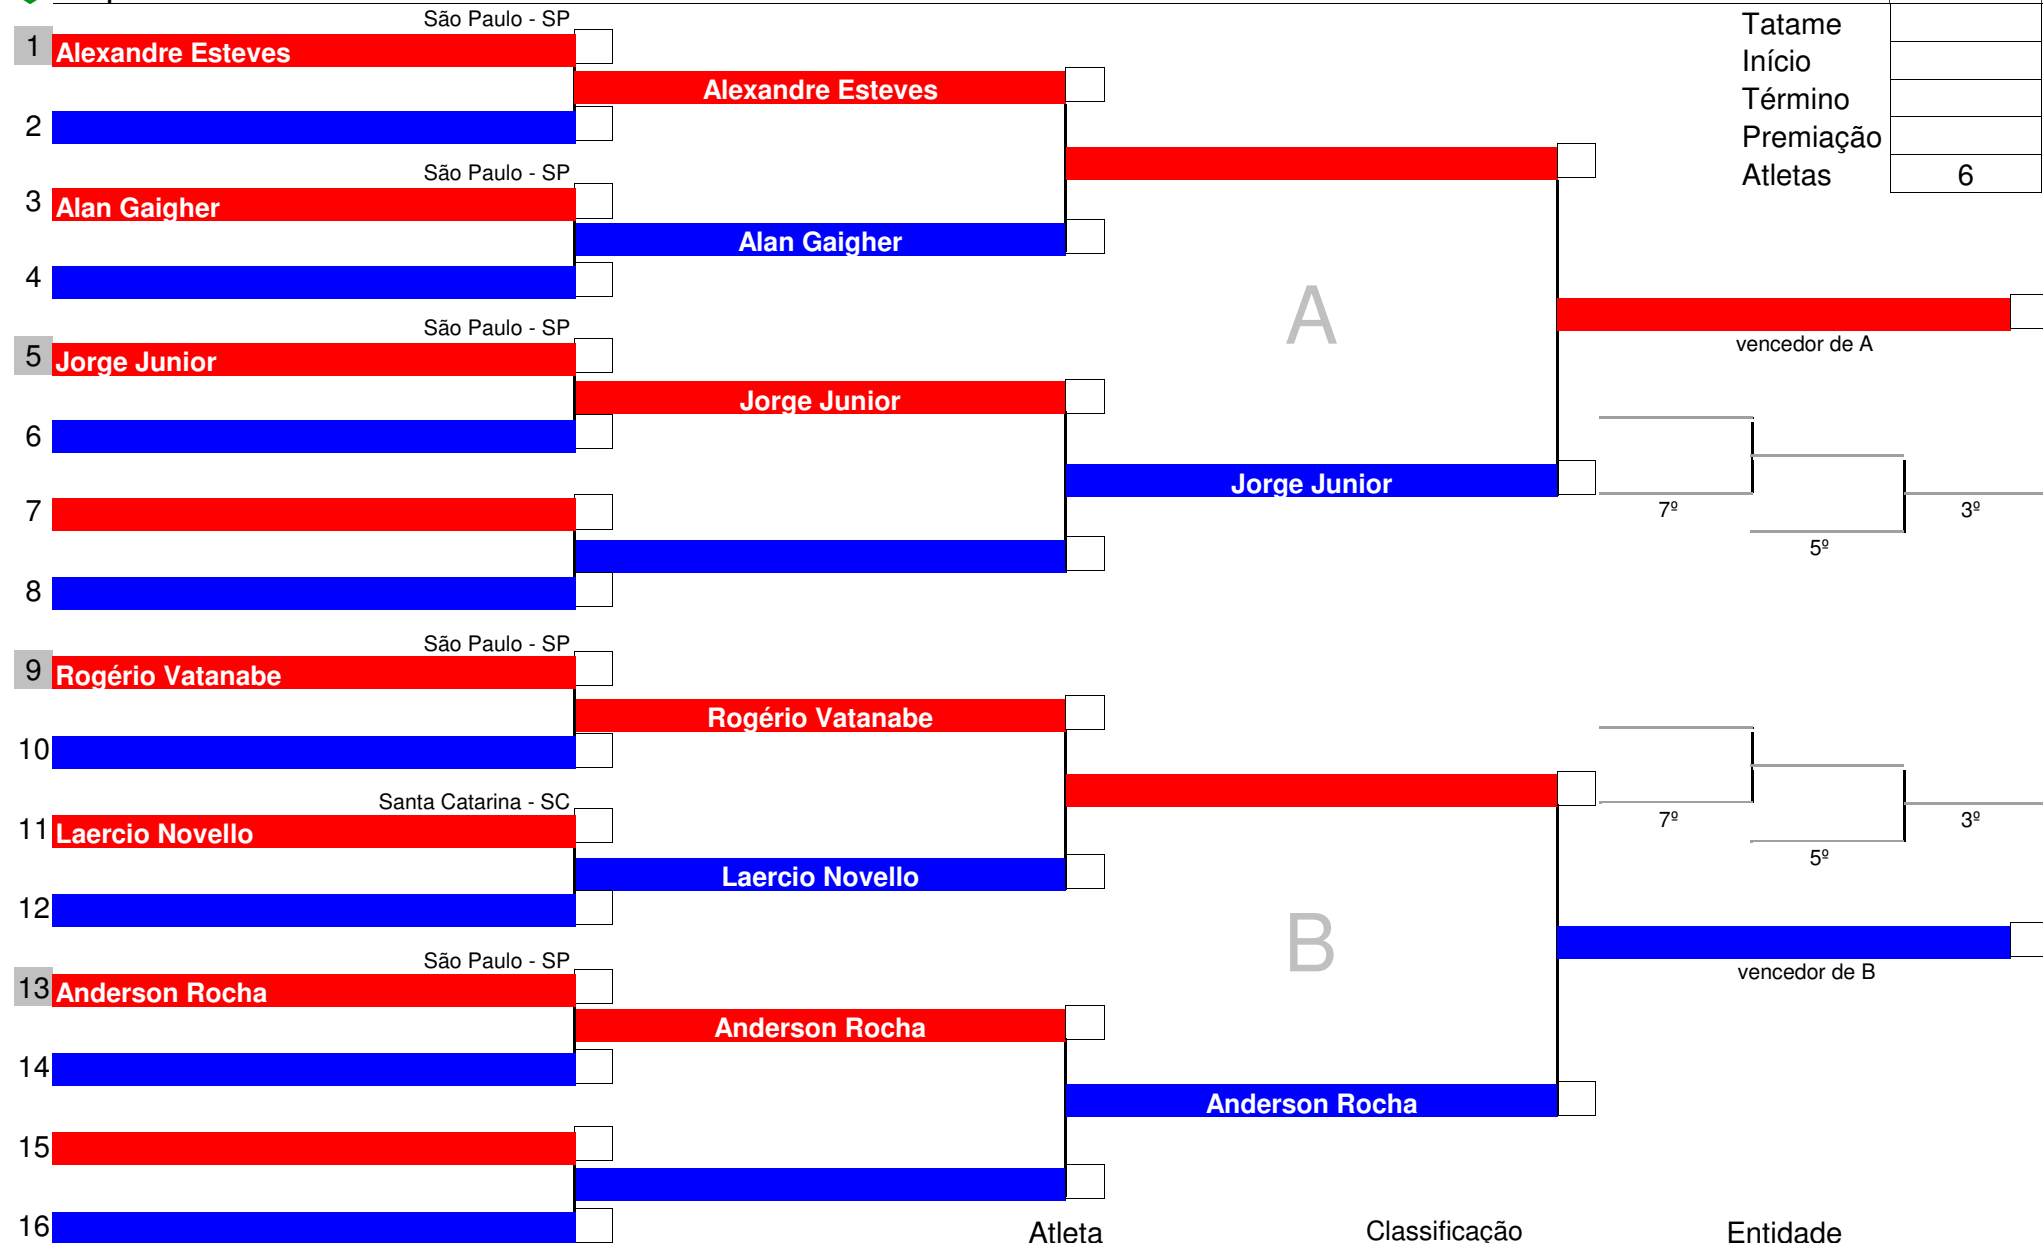 São Paulo - SP
Tatame
1 Alexandre Esteves
Início
Alexandre Esteves
Término
2
Premiação
São Paulo - SP
Atletas 6
3 Alan Gaigher
Alan Gaigher
4
A
São Paulo - SP
vencedor de A
5 Jorge Junior
Jorge Junior
6
Jorge Junior
7
7º 3º
5º
8
São Paulo - SP
9 Rogério Vatanabe
Rogério Vatanabe
10
Santa Catarina - SC
7º 3º
11 Laercio Novello
5º
Laercio Novello
12
B
São Paulo - SP
vencedor de B
13 Anderson Rocha
Anderson Rocha
14
Anderson Rocha
15
16
Atleta Classificação Entidade